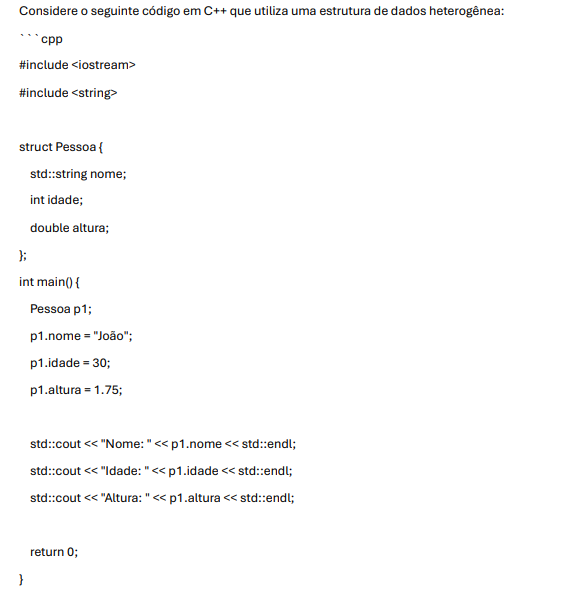 Considere o seguinte código em C++ que utiliza uma estrutura de dados heterogênea:
```cpp
#include <iostream>
#include <string>
struct Pessoa {
std::string nome;
int idade;
double altura;
};
int main() {
Pessoa p1;
p1.nome = "João";
p1.idade = 30;
p1.altura = 1.75;
std::cout << "Nome: " << p1.nome << std::endl;
std::cout << "Idade: " << p1.idade << std::endl;
std::cout << "Altura: " << p1.altura << std::endl;
return 0;
}